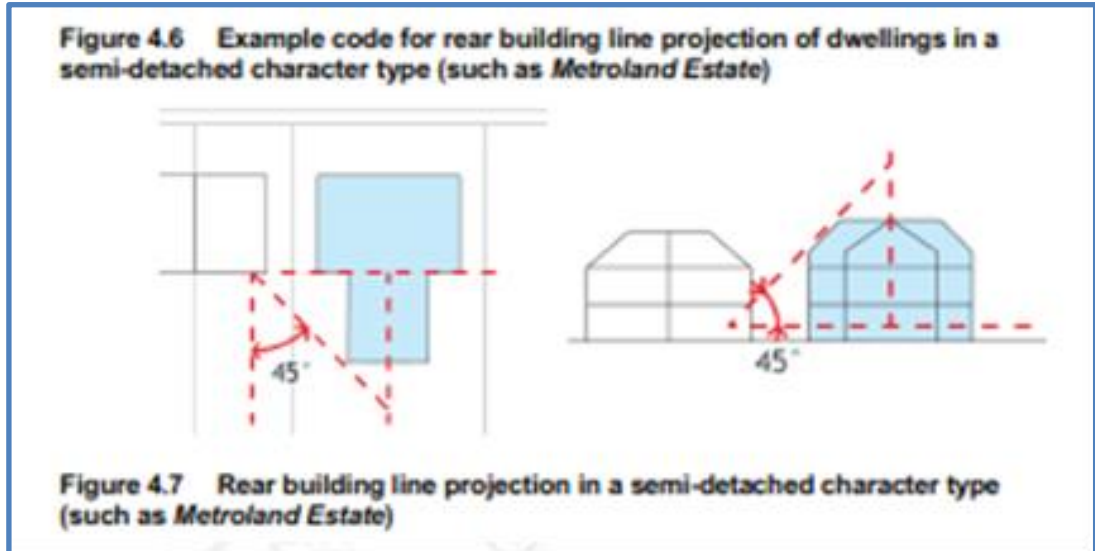 Figure 4.6 Example code for rear building line projection of dwellings in a
semi-detached character type (such as Metroland Estate)
45°
45°
Figure 4.7 Rear building line projection in a semi-detached character type
(such as Metroland Estate)